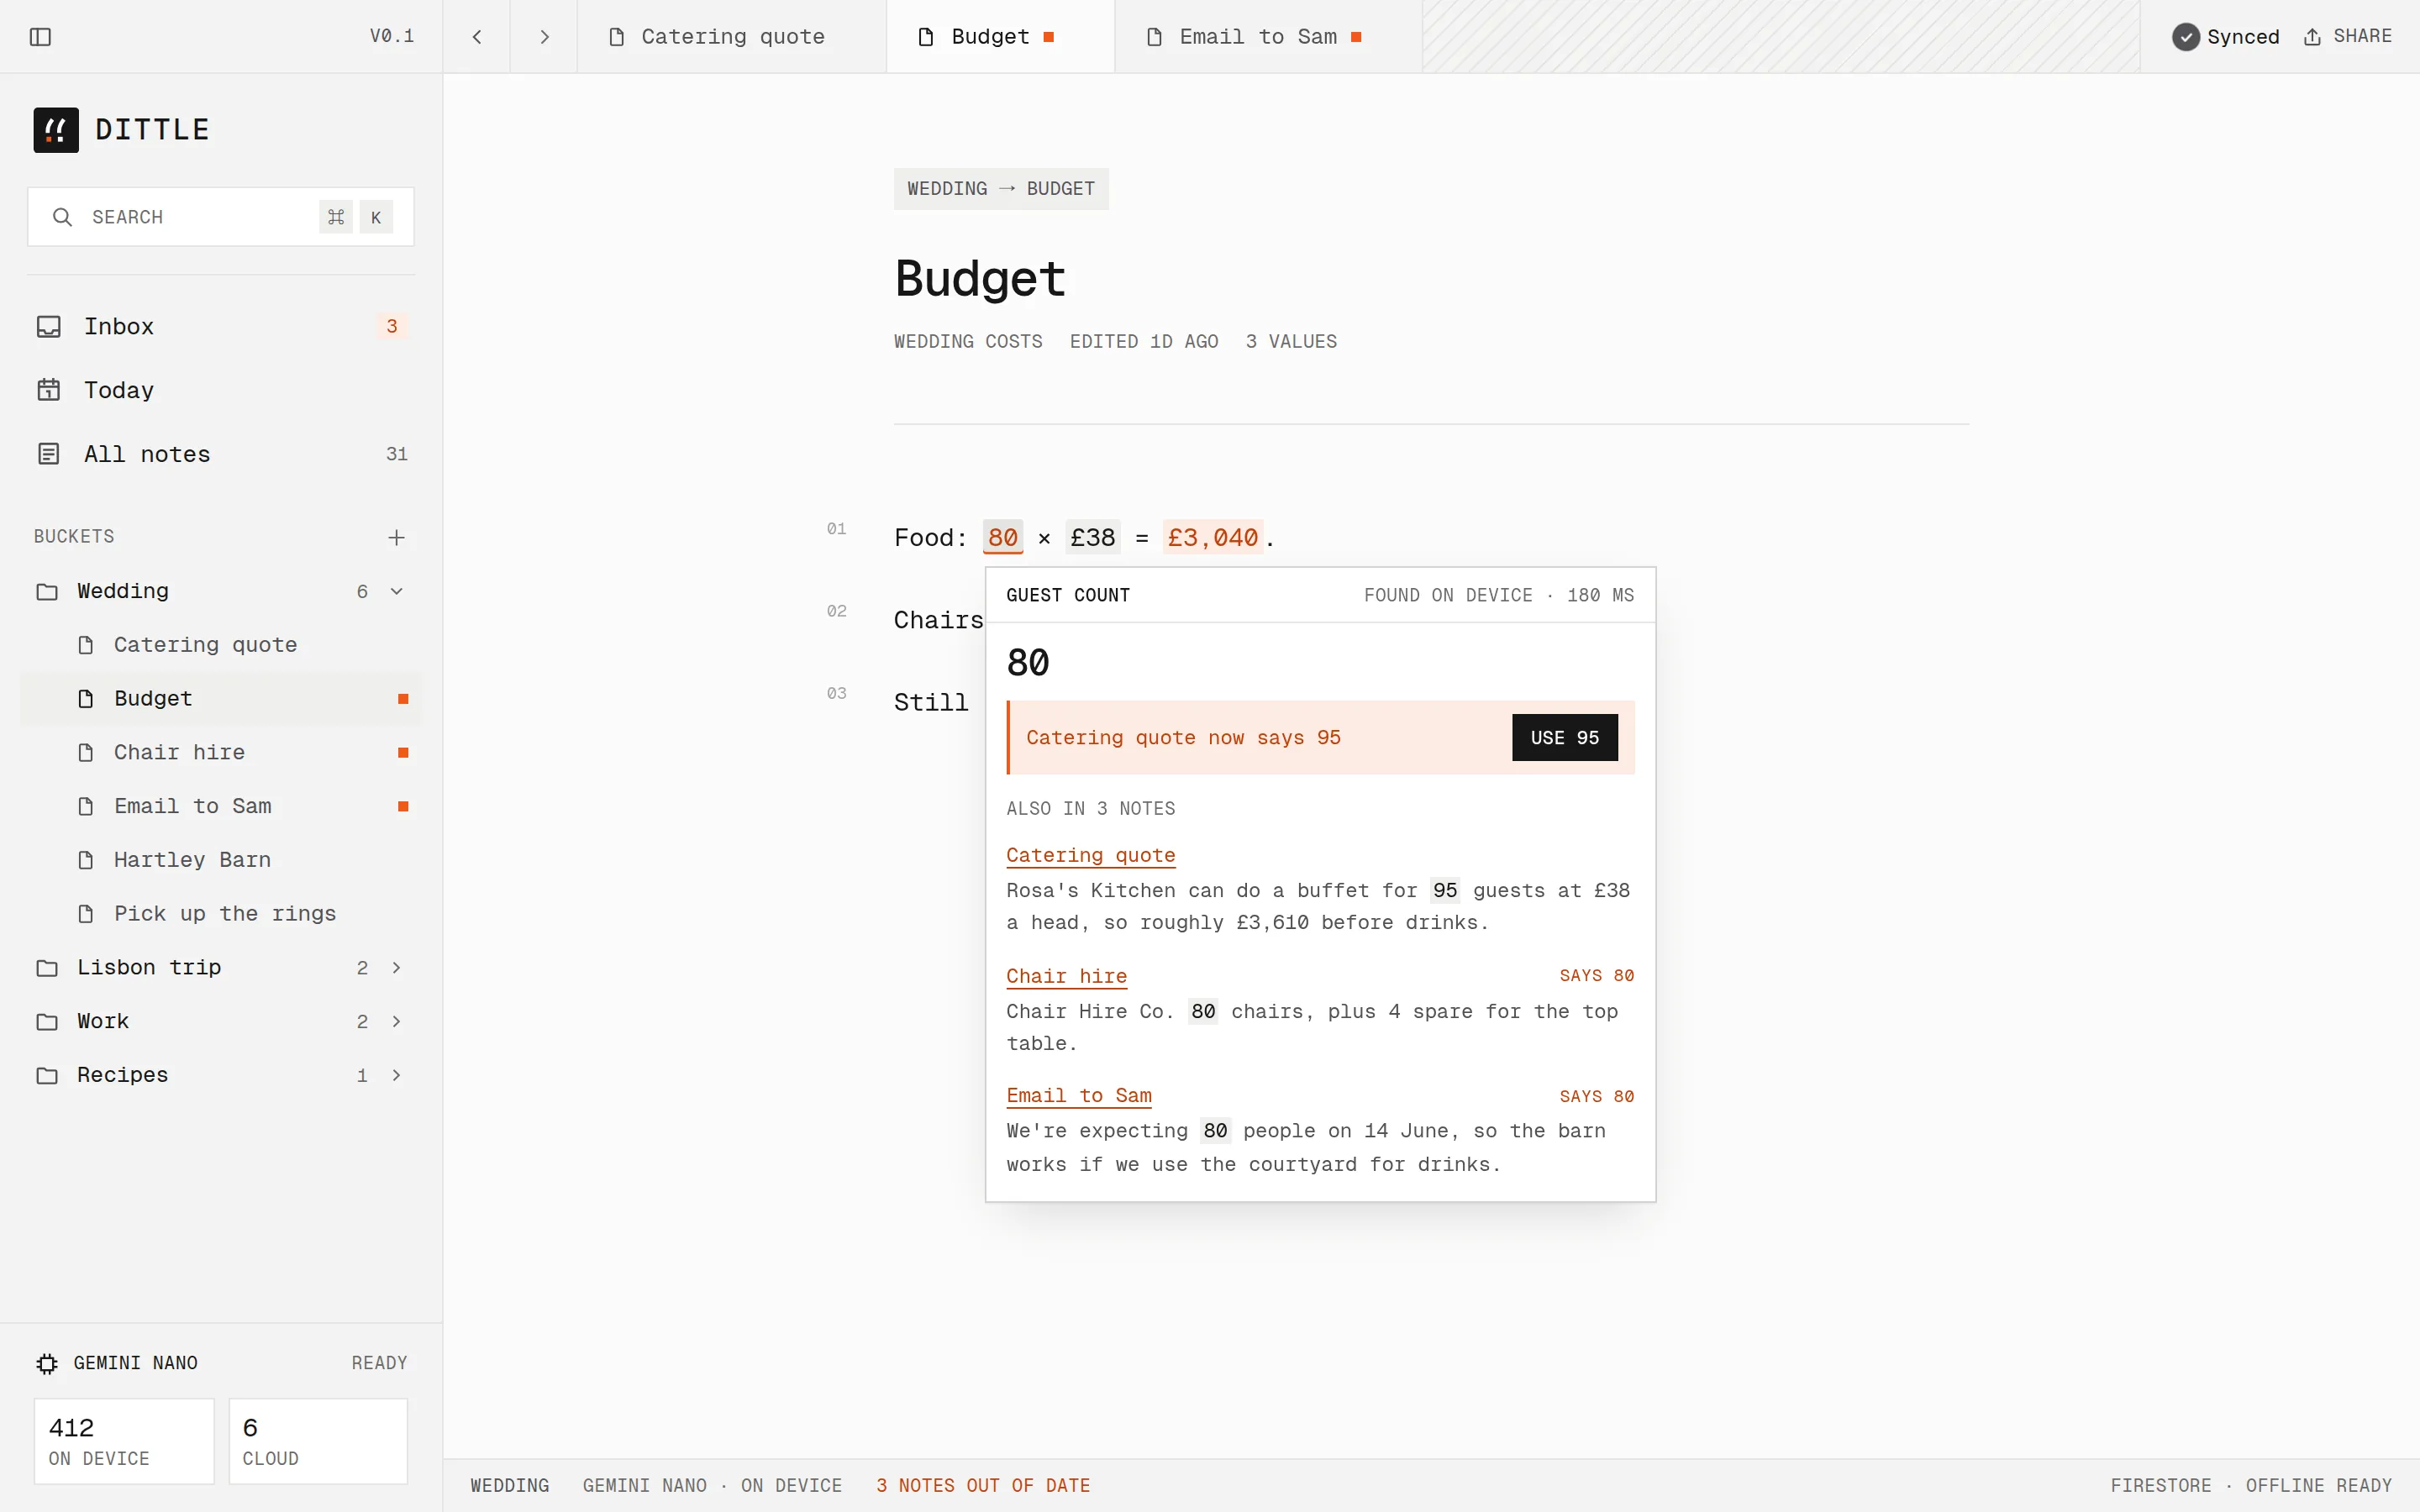 V0.1
Catering quote
Budget
Email to Sam
Synced
SHARE
DITTLE
SEARCH
⌘ K
Inbox 3
Today
All notes 31
BUCKETS
Wedding 6
Catering quote
Budget
Chair hire
Email to Sam
Hartley Barn
Pick up the rings
Lisbon trip 2
Work 2
Recipes 1
GEMINI NANO READY
412
ON DEVICE
6
CLOUD
WEDDING → BUDGET
Budget
WEDDING COSTS EDITED 1D AGO 3 VALUES
01 Food: 80 × £38 = £3,040.
02 Chairs
03 Still
GUEST COUNT FOUND ON DEVICE · 180 MS
80
Catering quote now says 95 USE 95
ALSO IN 3 NOTES
Catering quote
Rosa's Kitchen can do a buffet for 95 guests at £38
a head, so roughly £3,610 before drinks.
Chair hire SAYS 80
Chair Hire Co. 80 chairs, plus 4 spare for the top
table.
Email to Sam SAYS 80
We're expecting 80 people on 14 June, so the barn
works if we use the courtyard for drinks.
WEDDING GEMINI NANO · ON DEVICE 3 NOTES OUT OF DATE FIRESTORE · OFFLINE READY